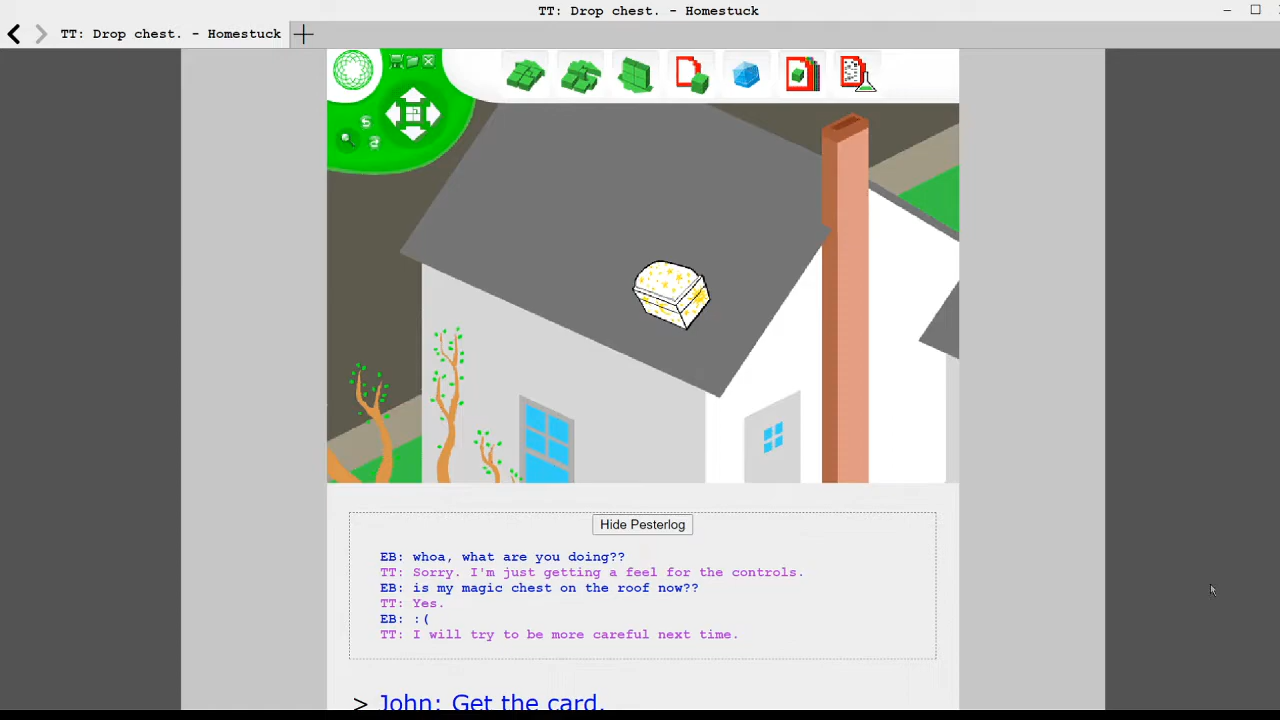 TT: Drop chest. - Homestuck
TT: Drop chest. - Homestuck
Hide Pesterlog
EB: whoa, what are you doing??
TT: Sorry. I'm just getting a feel for the controls.
EB: is my magic chest on the roof now??
TT: Yes.
EB: :(
TT: I will try to be more careful next time.
> John: Get the card.